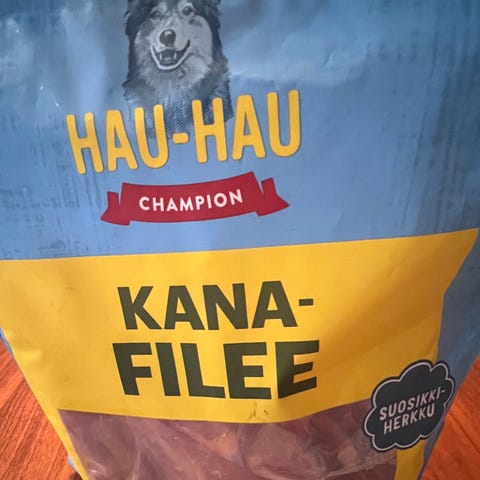 HAU-HAU
CHAMPION
KANA-
FILEE
SUOSIKKI-
HERKKU